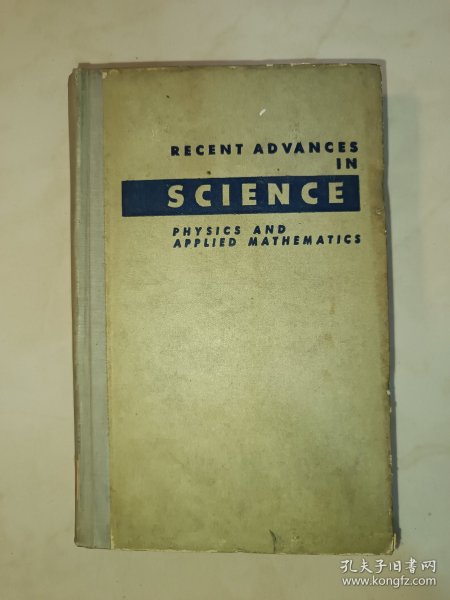 RECENT ADVANCES
IN
SCIENCE
PHYSICS AND
APPLIED MATHEMATICS
孔夫子旧书网
www.kongfz.com